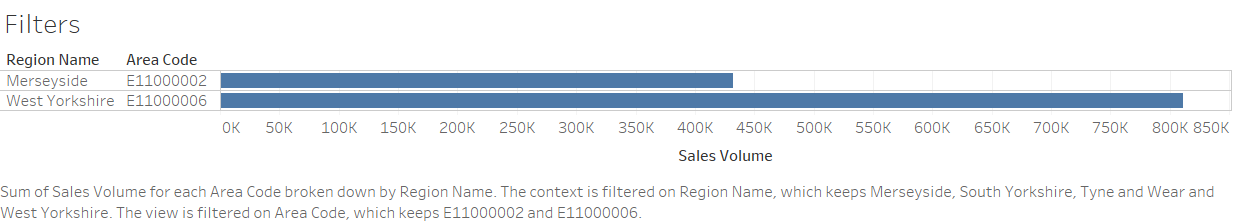 Filters
Region Name Area Code
Merseyside E11000002
West Yorkshire E11000006
0K 50K 100K 150K 200K 250K 300K 350K 400K 450K 500K 550K 600K 650K 700K 750K 800K 850K
Sales Volume
Sum of Sales Volume for each Area Code broken down by Region Name. The context is filtered on Region Name, which keeps Merseyside, South Yorkshire, Tyne and Wear and
West Yorkshire. The view is filtered on Area Code, which keeps E11000002 and E11000006.